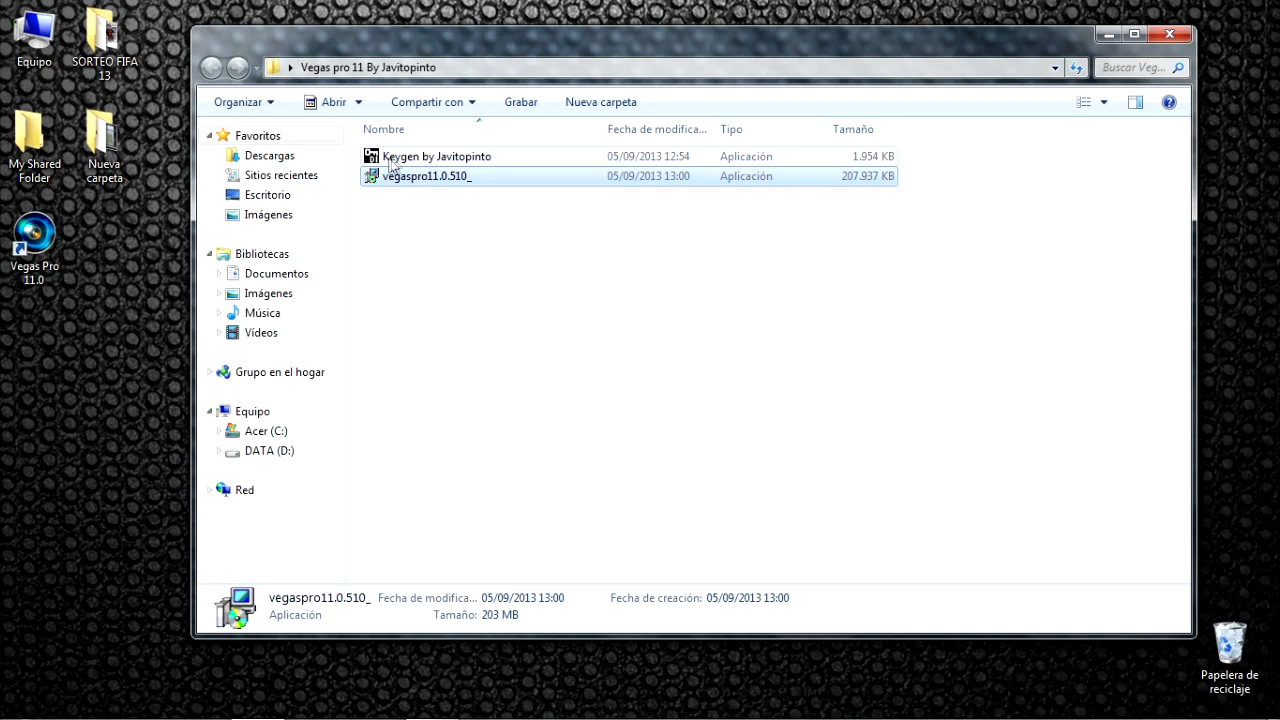 Equipo
SORTEO FIFA
13
My Shared
Folder
Nueva
carpeta
Vegas Pro
11.0
Vegas pro 11 By Javitopinto
Buscar Veg...
Organizar
Abrir
Compartir con
Grabar
Nueva carpeta
Nombre
Fecha de modifica...
Tipo
Tamaño
Keygen by Javitopinto
05/09/2013 12:54
Aplicación
1.954 KB
vegaspro11.0.510_
05/09/2013 13:00
Aplicación
207.937 KB
Favoritos
Descargas
Sitios recientes
Escritorio
Imágenes
Bibliotecas
Documentos
Imágenes
Música
Vídeos
Grupo en el hogar
Equipo
Acer (C:)
DATA (D:)
Red
vegaspro11.0.510_
Fecha de modifica... 05/09/2013 13:00
Fecha de creación: 05/09/2013 13:00
Aplicación
Tamaño: 203 MB
Papelera de
reciclaje